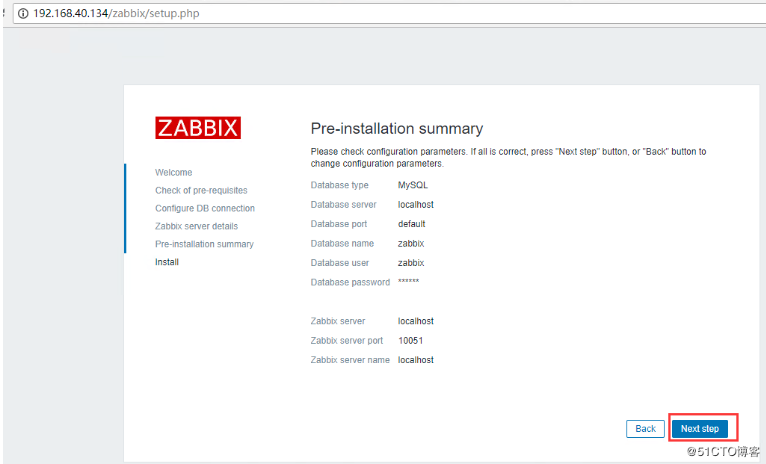 192.168.40.134/zabbix/setup.php
ZABBIX
Welcome
Check of pre-requisites
Configure DB connection
Zabbix server details
Pre-installation summary
Install
Pre-installation summary
Please check configuration parameters. If all is correct, press "Next step" button, or "Back" button to
change configuration parameters.
Database type MySQL
Database server localhost
Database port default
Database name zabbix
Database user zabbix
Database password ******
Zabbix server localhost
Zabbix server port 10051
Zabbix server name localhost
Back Next step
@51CTO博客